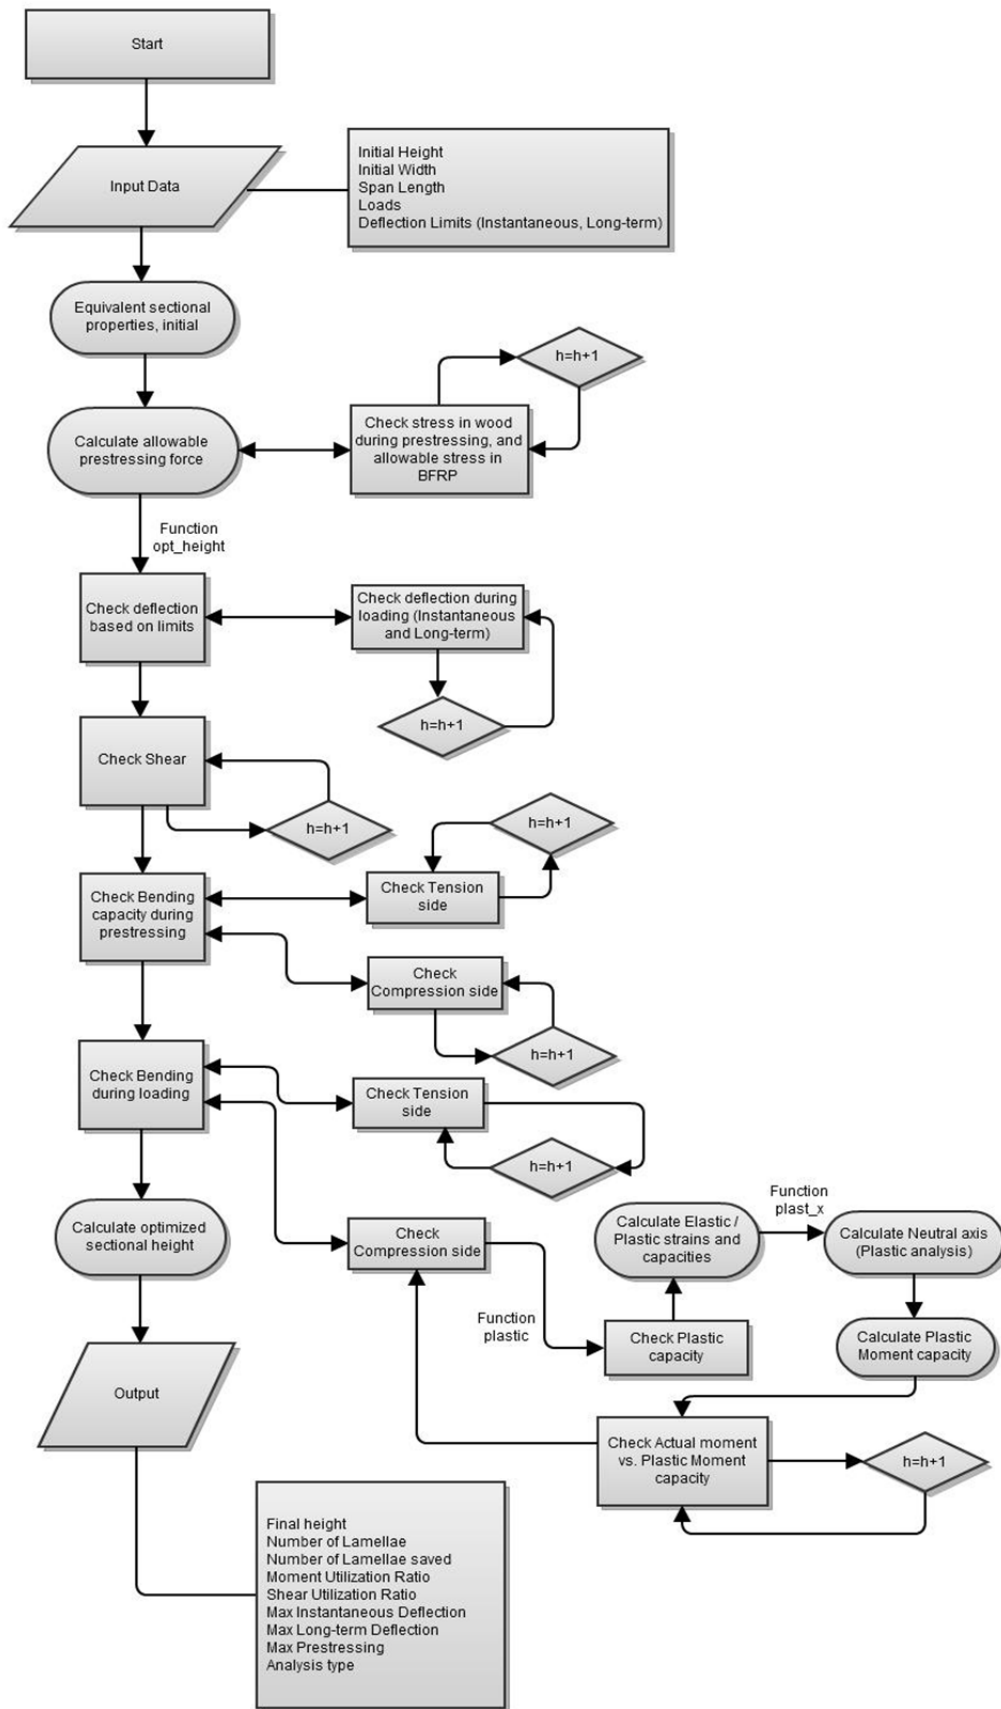 Start
Input Data
Initial Height
Initial Width
Span Length
Loads
Deflection Limits (Instantaneous, Long-term)
Equivalent sectional
properties, initial
h=h+1
Calculate allowable
prestressing force
Check stress in wood
during prestressing, and
allowable stress in
BFRP
Function
opt_height
Check deflection
based on limits
Check deflection during
loading (Instantaneous
and Long-term)
h=h+1
Check Shear
h=h+1
h=h+1
Check Bending
capacity during
prestressing
Check Tension
side
Check
Compression side
h=h+1
Check Bending
during loading
Check Tension
side
h=h+1
Calculate optimized
sectional height
Check
Compression side
Function
plastic
Check Plastic
capacity
Calculate Elastic /
Plastic strains and
capacities
Function
plast_x
Calculate Neutral axis
(Plastic analysis)
Calculate Plastic
Moment capacity
Check Actual moment
vs. Plastic Moment
capacity
h=h+1
Output
Final height
Number of Lamellae
Number of Lamellae saved
Moment Utilization Ratio
Shear Utilization Ratio
Max Instantaneous Deflection
Max Long-term Deflection
Max Prestressing
Analysis type